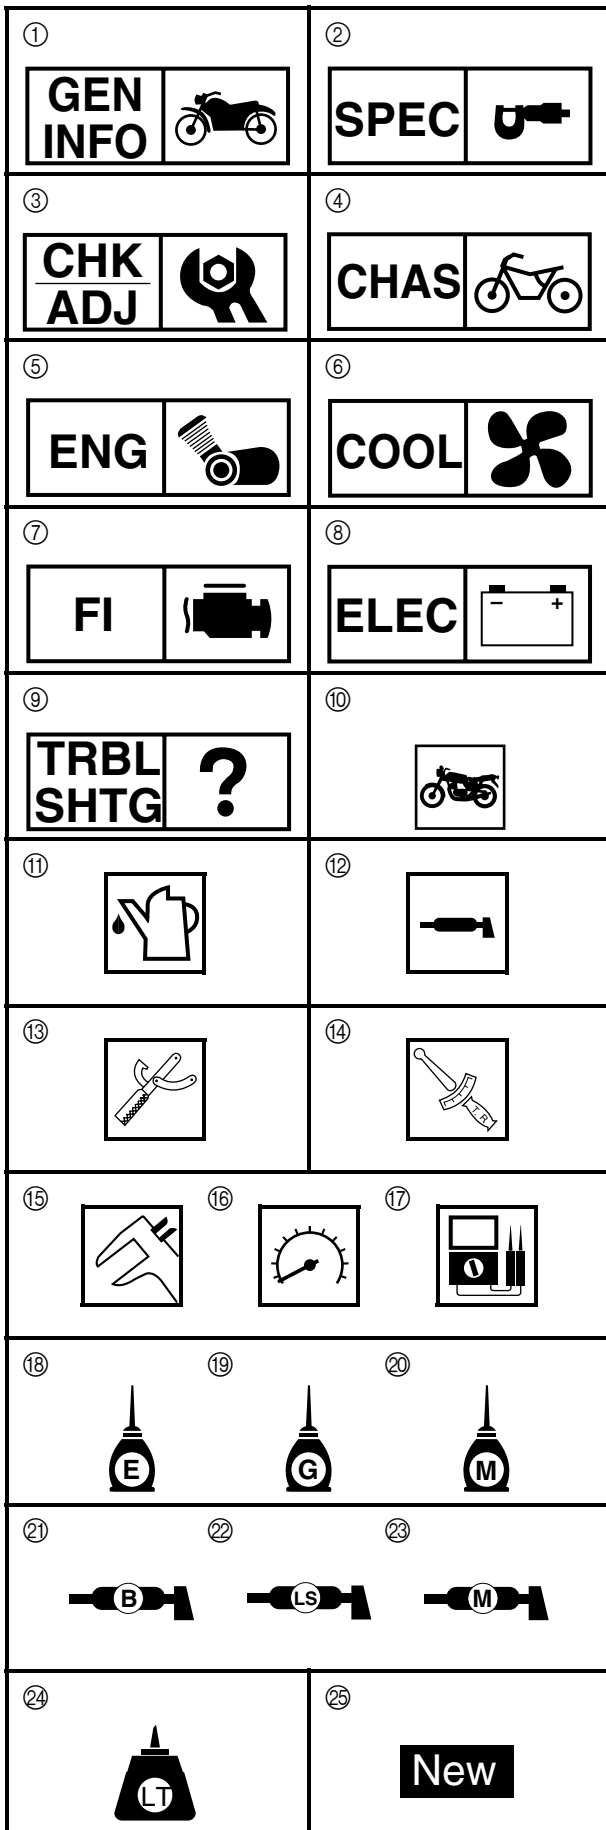 ① ②
GEN
INFO
SPEC
③ ④
CHK
ADJ
CHAS
⑤ ⑥
ENG
COOL
⑦ ⑧
FI
ELEC
– +
⑨ ⑩
TRBL
SHTG
?
⑪ ⑫
⑬ ⑭
T R
⑮ ⑯ ⑰
⑱ ⑲ ⑳
E G M
㉑ ㉒ ㉓
B LS M
㉔ ㉕
LT
New